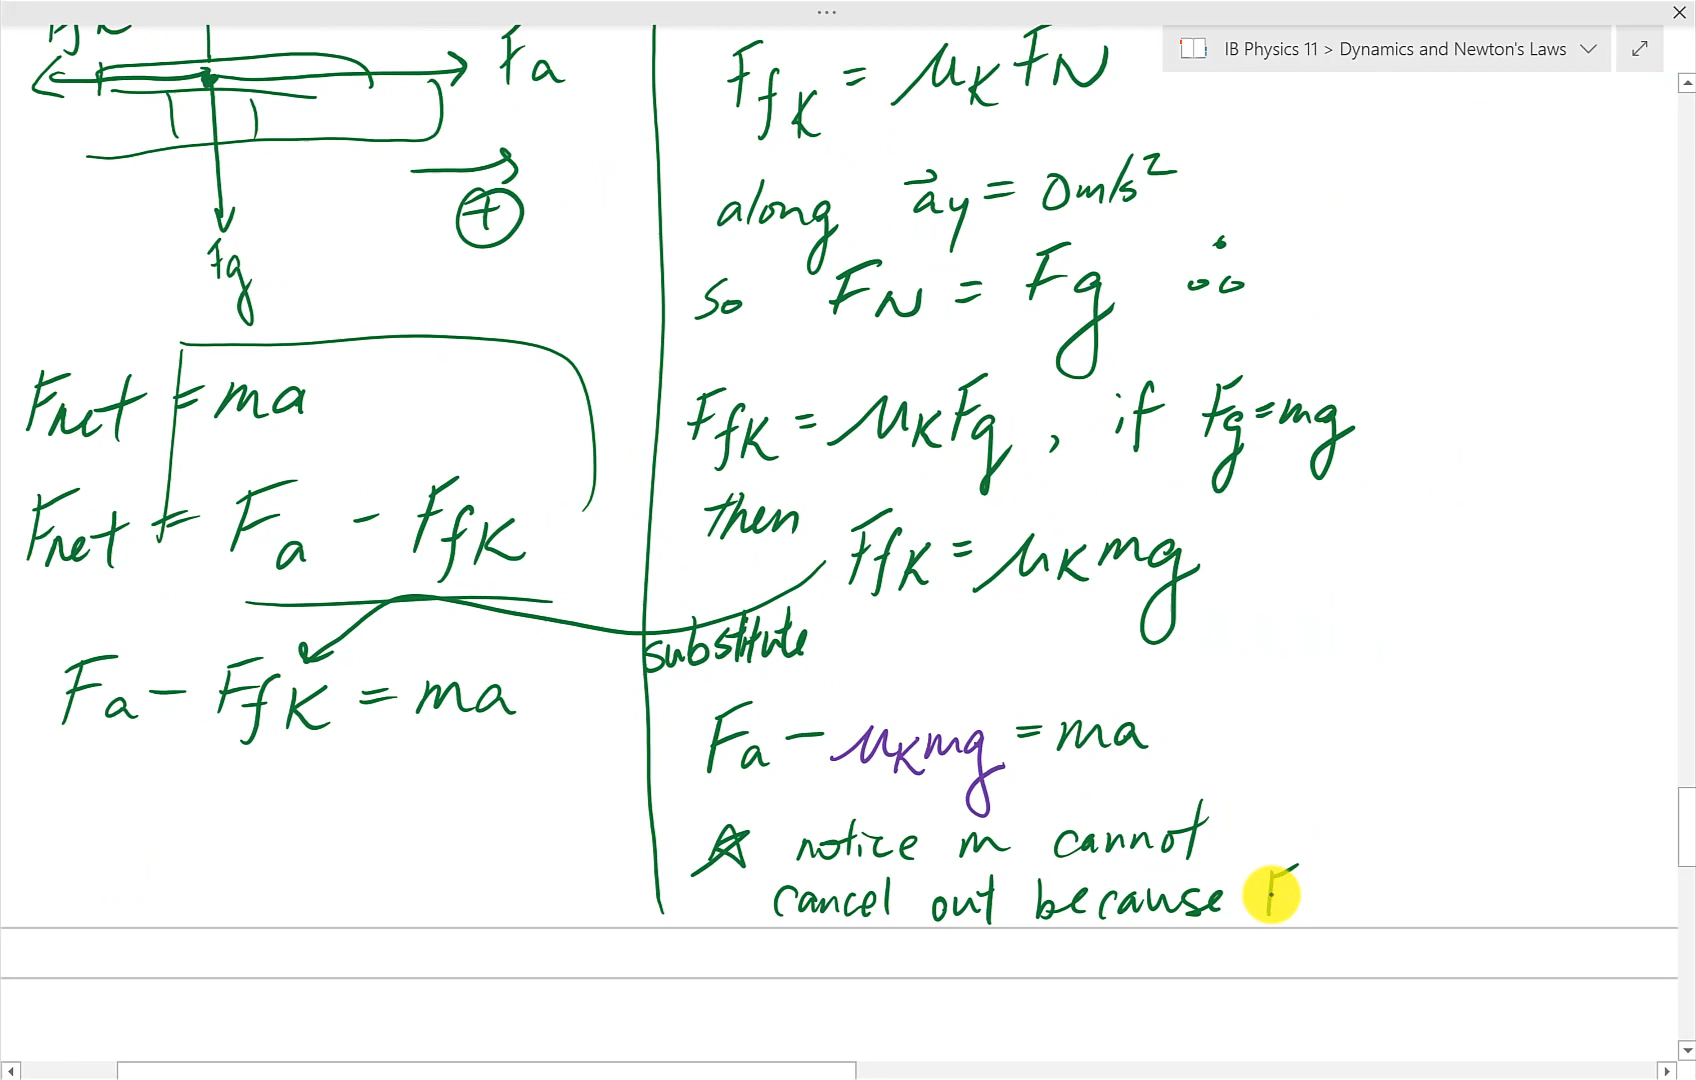 IB Physics 11 > Dynamics and Newton's Laws
Fa
+
Fg
Fnet = ma
Fnet = Fa - FfK
Fa - FfK = ma
FfK = μK FN
along a⃗y = 0 m/s²
so FN = Fg ∴
FfK = μK Fg, if Fg = mg
then FfK = μK mg
substitute
Fa - μK mg = ma
☆ notice m cannot
cancel out because F